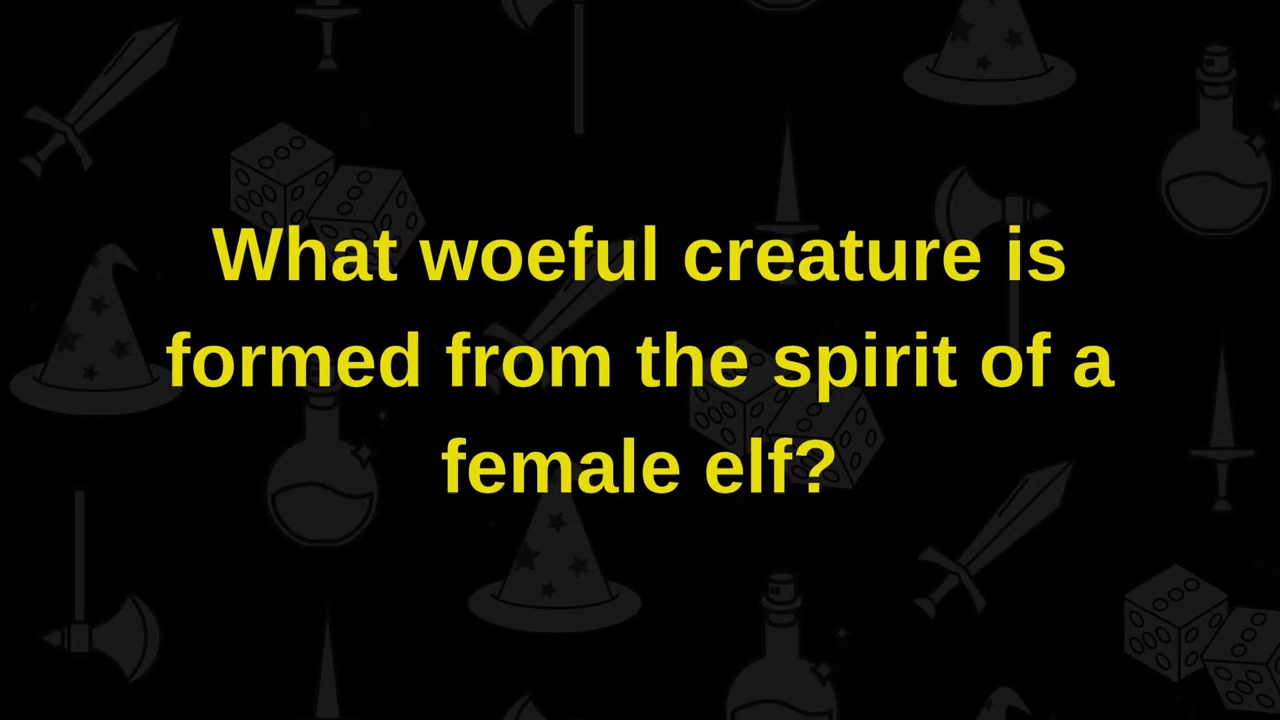 What woeful creature is
formed from the spirit of a
female elf?